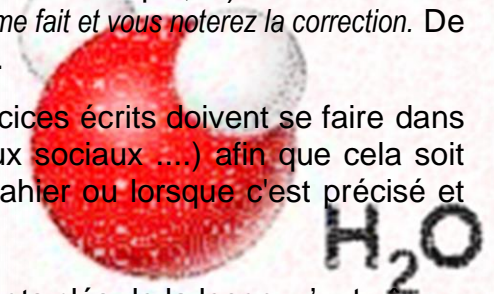 me fait et vous noterez la correction. De
cices écrits doivent se faire dans
ux sociaux ....) afin que cela soit
ahier ou lorsque c'est précisé et
H2O